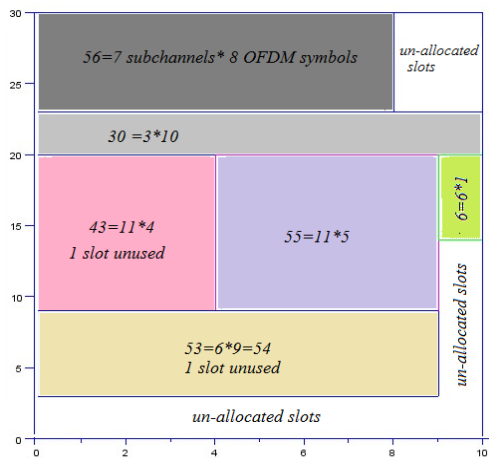 30
56=7 subchannels* 8 OFDM symbols
un-allocated
slots
25
30 =3*10
20
43=11*4
1 slot unused
55=11*5
6=6*1
15
10
un-allocated slots
53=6*9=54
1 slot unused
5
un-allocated slots
0
0 2 4 6 8 10